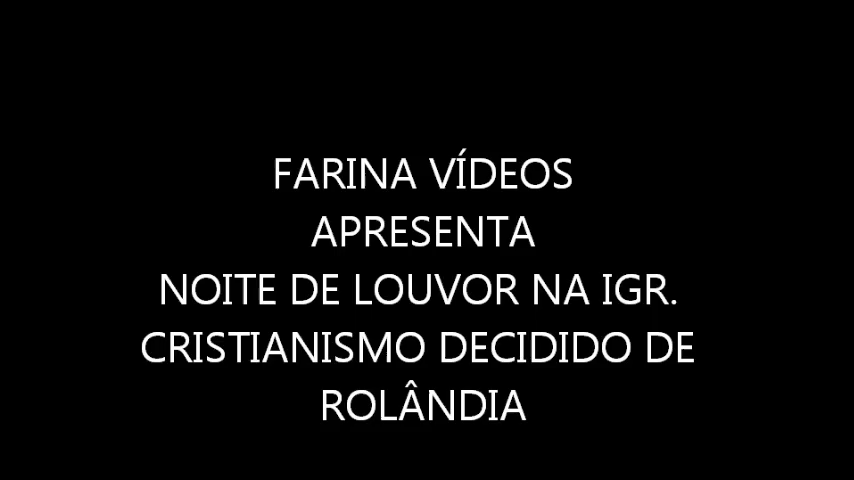 FARINA VÍDEOS
APRESENTA
NOITE DE LOUVOR NA IGR.
CRISTIANISMO DECIDIDO DE
ROLÂNDIA